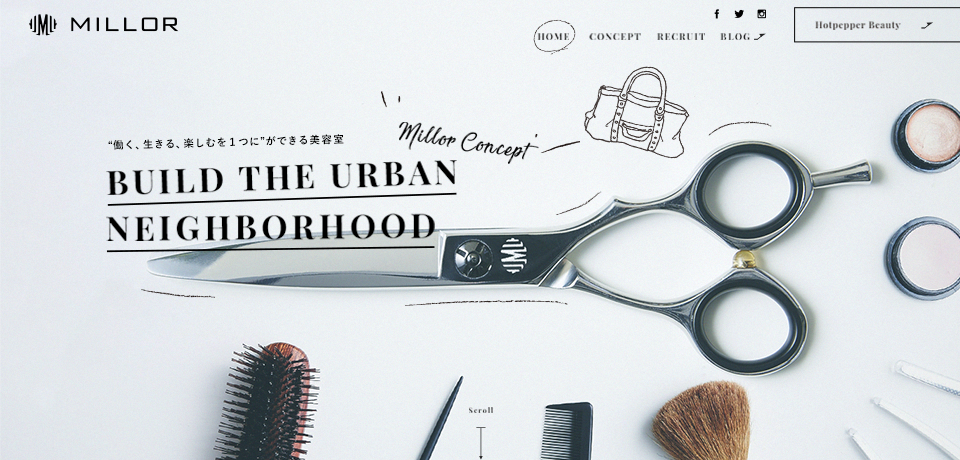 MILLOR
HOME CONCEPT RECRUIT BLOG
Hotpepper Beauty
Millor Concept
“働く、生きる、楽しむを1つに”ができる美容室
BUILD THE URBAN
NEIGHBORHOOD
Scroll